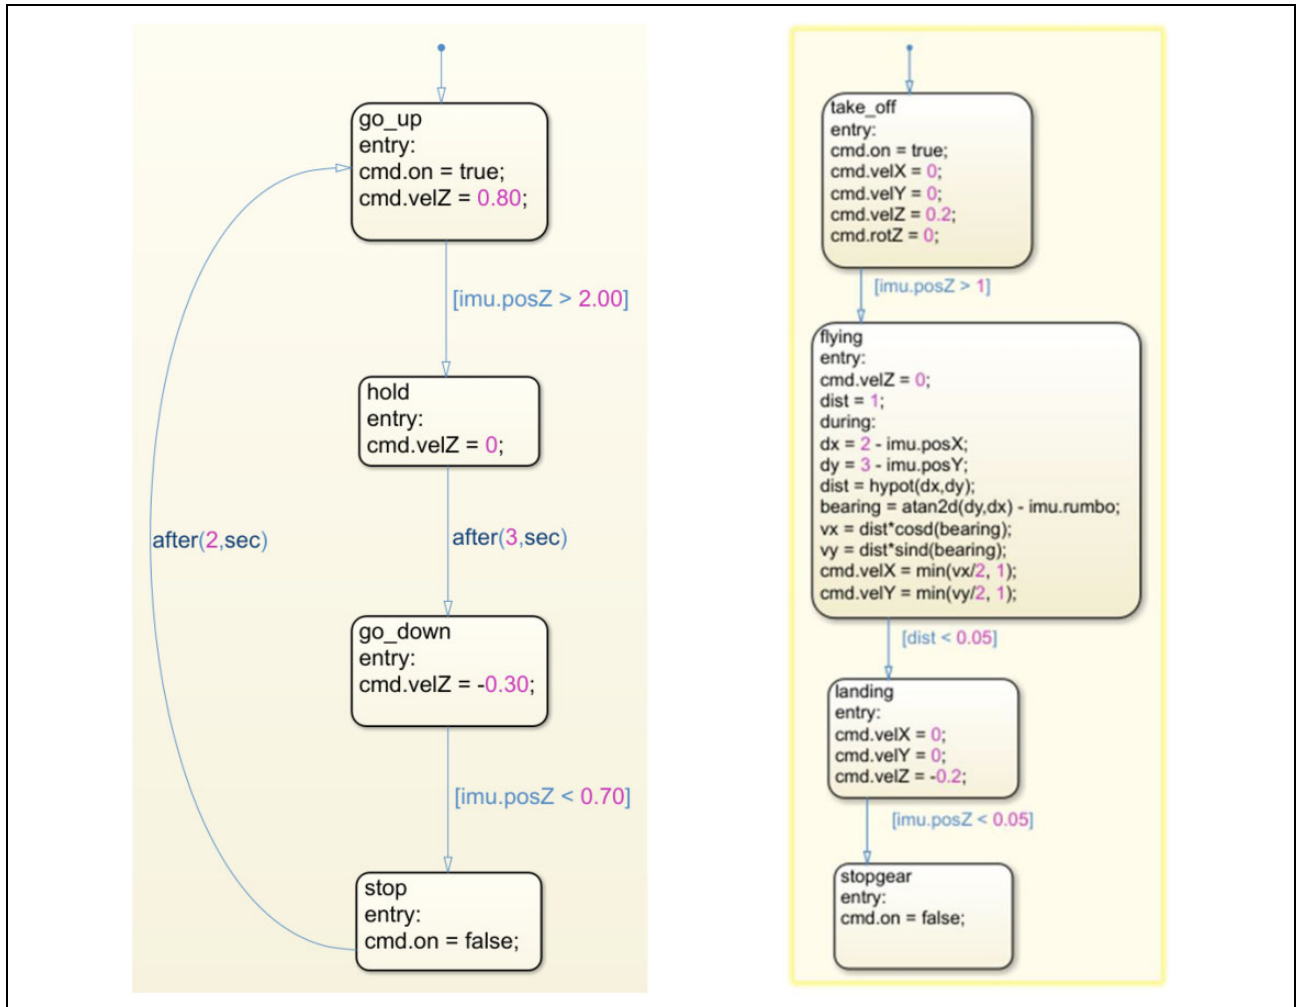 go_up
entry:
cmd.on = true;
cmd.velZ = 0.80;
[imu.posZ > 2.00]
hold
entry:
cmd.velZ = 0;
after(2,sec)
after(3,sec)
go_down
entry:
cmd.velZ = -0.30;
[imu.posZ < 0.70]
stop
entry:
cmd.on = false;
take_off
entry:
cmd.on = true;
cmd.velX = 0;
cmd.velY = 0;
cmd.velZ = 0.2;
cmd.rotZ = 0;
[imu.posZ > 1]
flying
entry:
cmd.velZ = 0;
dist = 1;
during:
dx = 2 - imu.posX;
dy = 3 - imu.posY;
dist = hypot(dx,dy);
bearing = atan2d(dy,dx) - imu.rumbo;
vx = dist*cosd(bearing);
vy = dist*sind(bearing);
cmd.velX = min(vx/2, 1);
cmd.velY = min(vy/2, 1);
[dist < 0.05]
landing
entry:
cmd.velX = 0;
cmd.velY = 0;
cmd.velZ = -0.2;
[imu.posZ < 0.05]
stopgear
entry:
cmd.on = false;